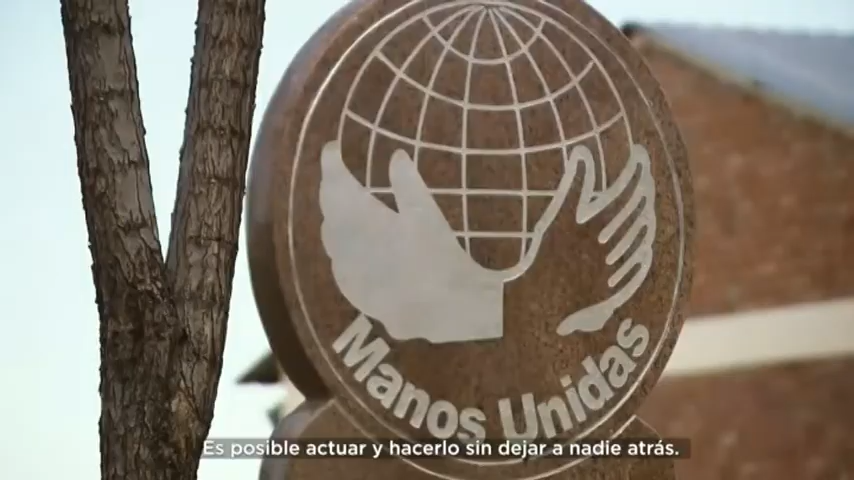 Manos Unidas
Es posible actuar y hacerlo sin dejar a nadie atrás.